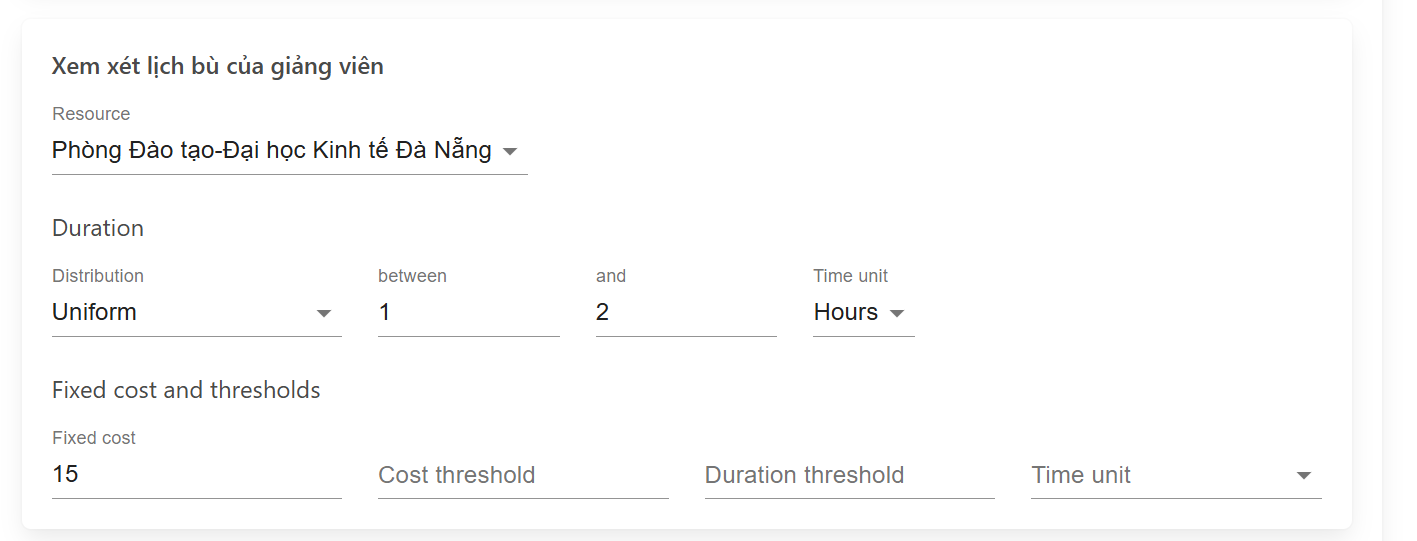 Xem xét lịch bù của giảng viên
Resource
Phòng Đào tạo-Đại học Kinh tế Đà Nẵng
Duration
Distribution between and Time unit
Uniform 1 2 Hours
Fixed cost and thresholds
Fixed cost
15 Cost threshold Duration threshold Time unit